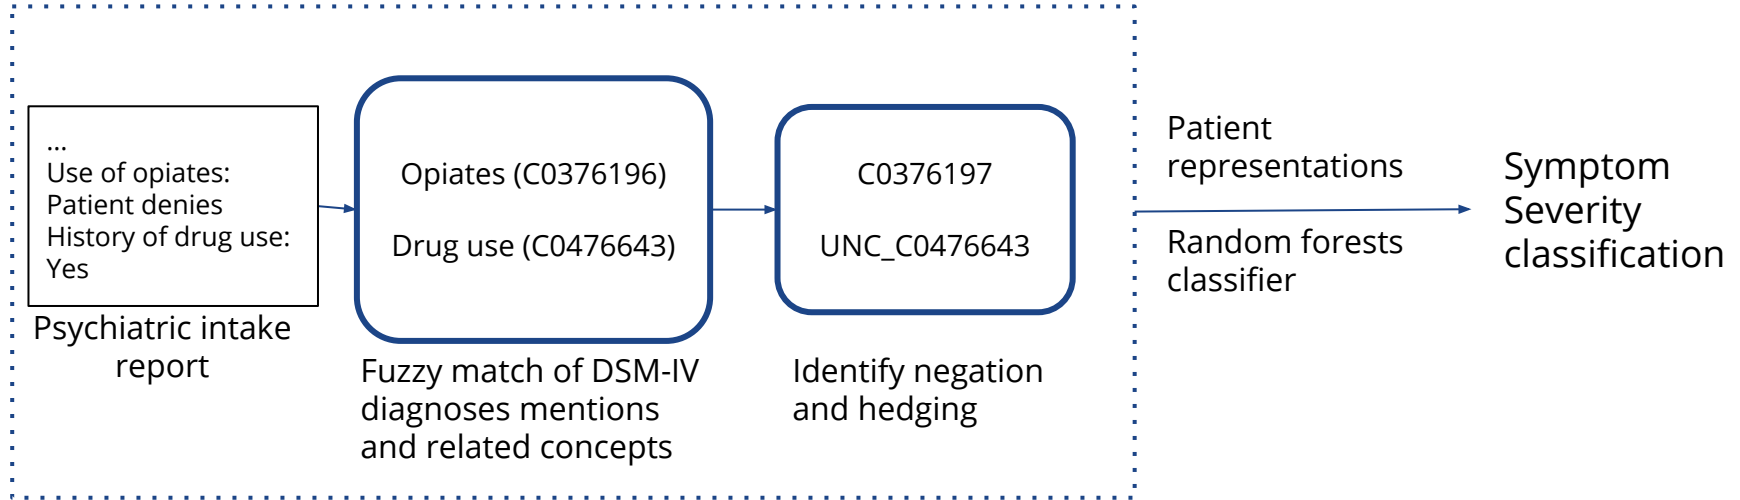 ...
Use of opiates:
Patient denies
History of drug use:
Yes
Psychiatric intake
report
Opiates (C0376196)
Drug use (C0476643)
Fuzzy match of DSM-IV
diagnoses mentions
and related concepts
C0376197
UNC_C0476643
Identify negation
and hedging
Patient
representations
Random forests
classifier
Symptom
Severity
classification